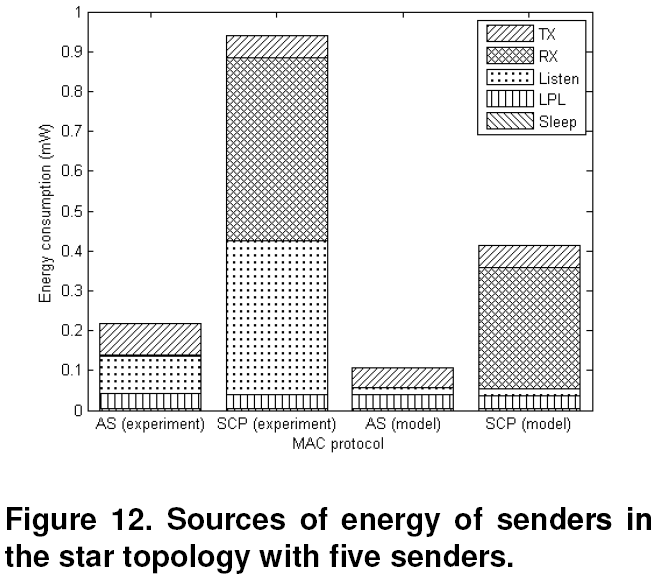 1
0.9
0.8
0.7
0.6
0.5
0.4
0.3
0.2
0.1
0
Energy consumption (mW)
TX
RX
Listen
LPL
Sleep
AS (experiment) SCP (experiment) AS (model) SCP (model)
MAC protocol
Figure 12. Sources of energy of senders in
the star topology with five senders.